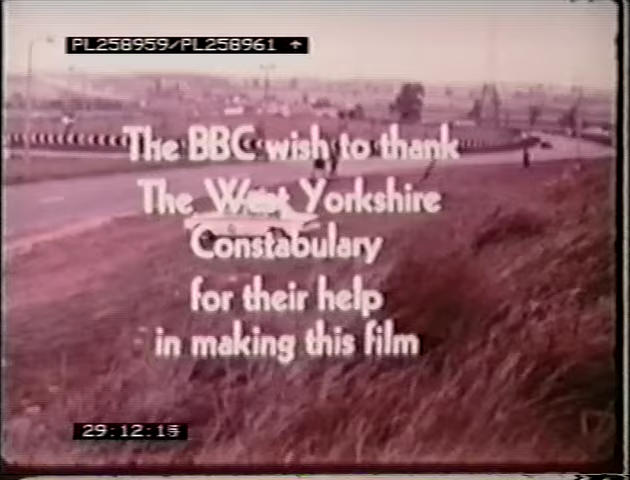 PL258959/PL258961 ↑
The BBC wish to thank
The West Yorkshire
Constabulary
for their help
in making this film
29:12:15